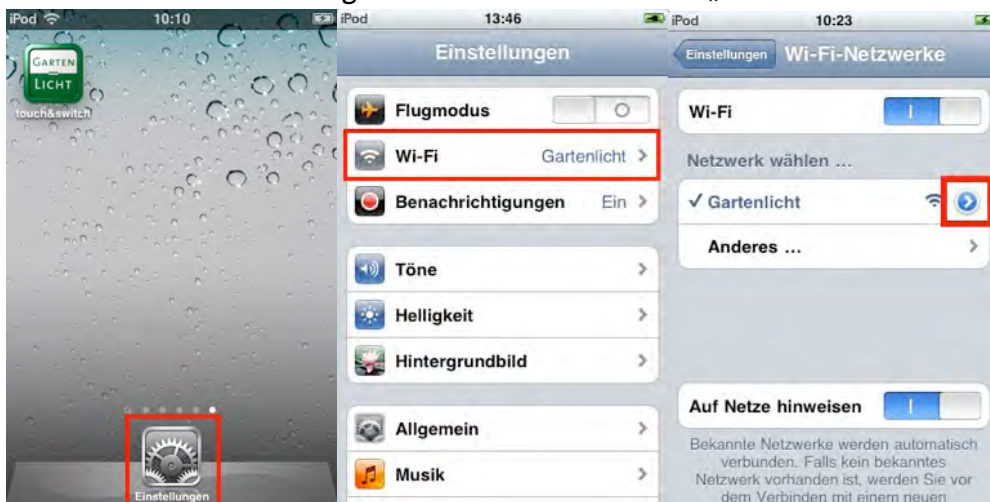 iPod 10:10
GARTEN
LICHT
touch&switch
Einstellungen
iPod 13:46
Einstellungen
Flugmodus
Wi-Fi Gartenlicht
Benachrichtigungen Ein
Töne
Helligkeit
Hintergrundbild
Allgemein
Musik
iPod 10:23
Einstellungen Wi-Fi-Netzwerke
Wi-Fi
Netzwerk wählen ...
✓ Gartenlicht
Anderes ...
Auf Netze hinweisen
Bekannte Netzwerke werden automatisch
verbunden. Falls kein bekanntes
Netzwerk vorhanden ist, werden Sie vor
dem Verbinden mit einem neuen